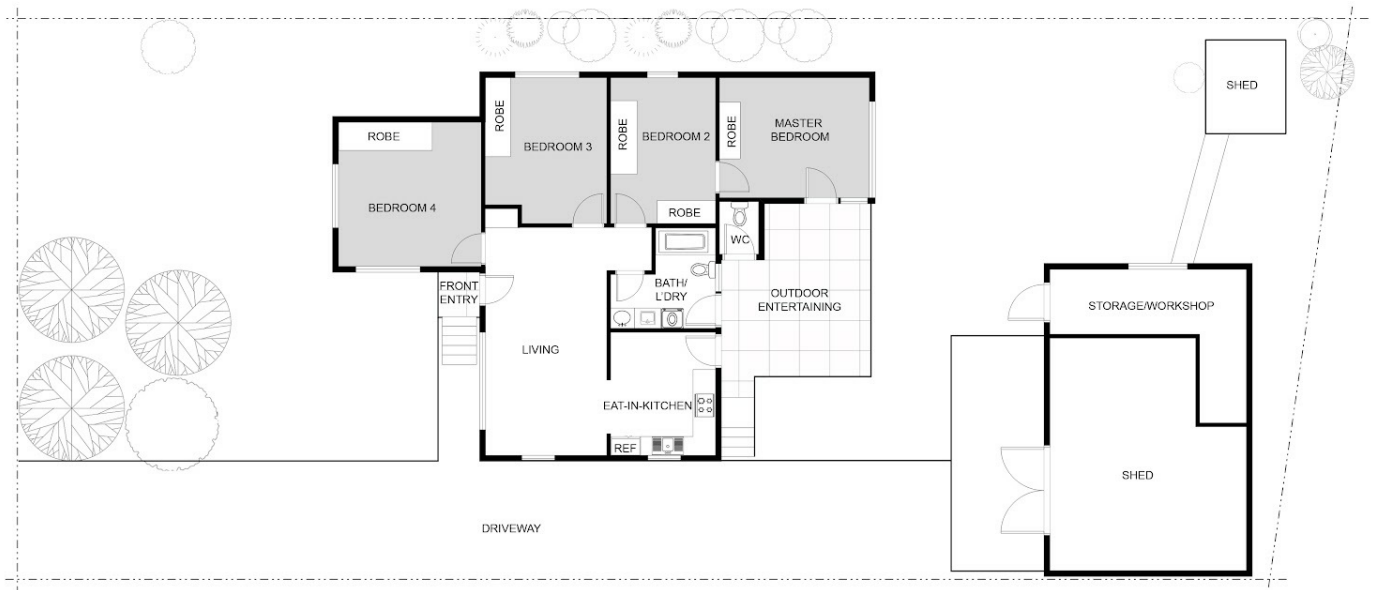 SHED
ROBE
ROBE
BEDROOM 3
ROBE
BEDROOM 2
ROBE
MASTER
BEDROOM
BEDROOM 4
ROBE
WC
FRONT
ENTRY
BATH/
L'DRY
OUTDOOR
ENTERTAINING
STORAGE/WORKSHOP
LIVING
EAT-IN-KITCHEN
REF
SHED
DRIVEWAY